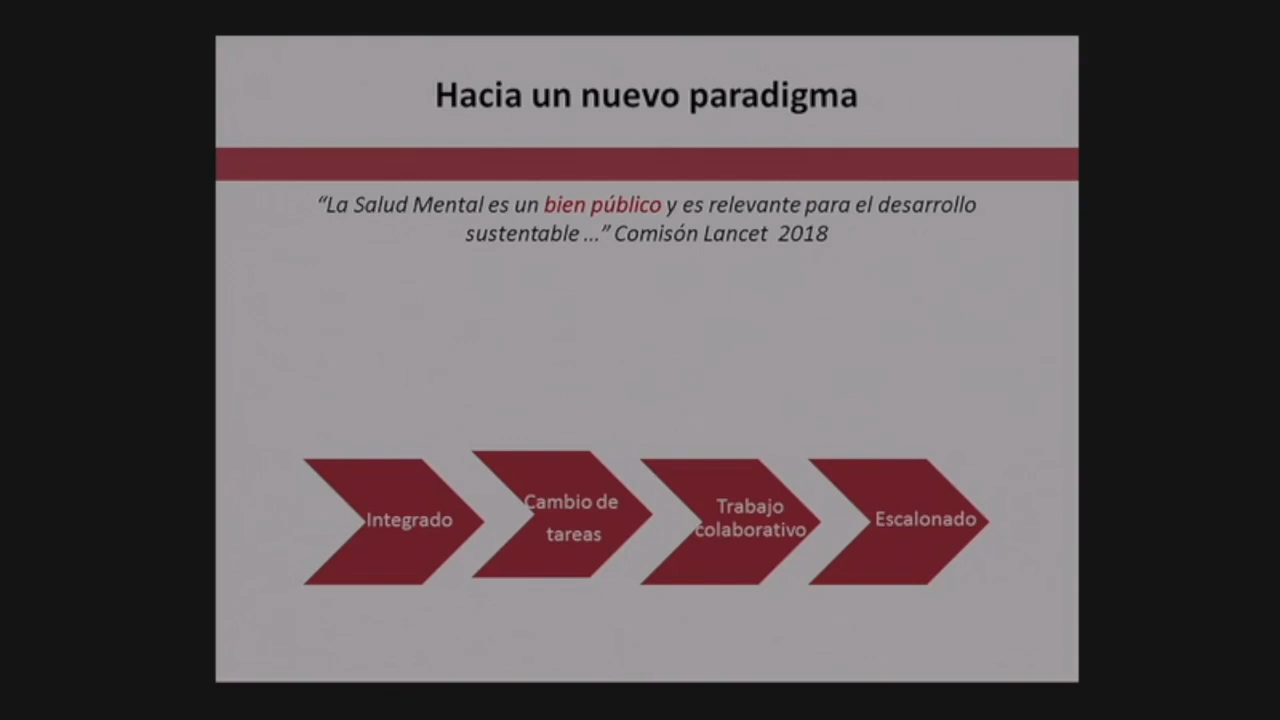 Hacia un nuevo paradigma
“La Salud Mental es un bien público y es relevante para el desarrollo
sustentable ...” Comisón Lancet 2018
Integrado
Cambio de
tareas
Trabajo
colaborativo
Escalonado